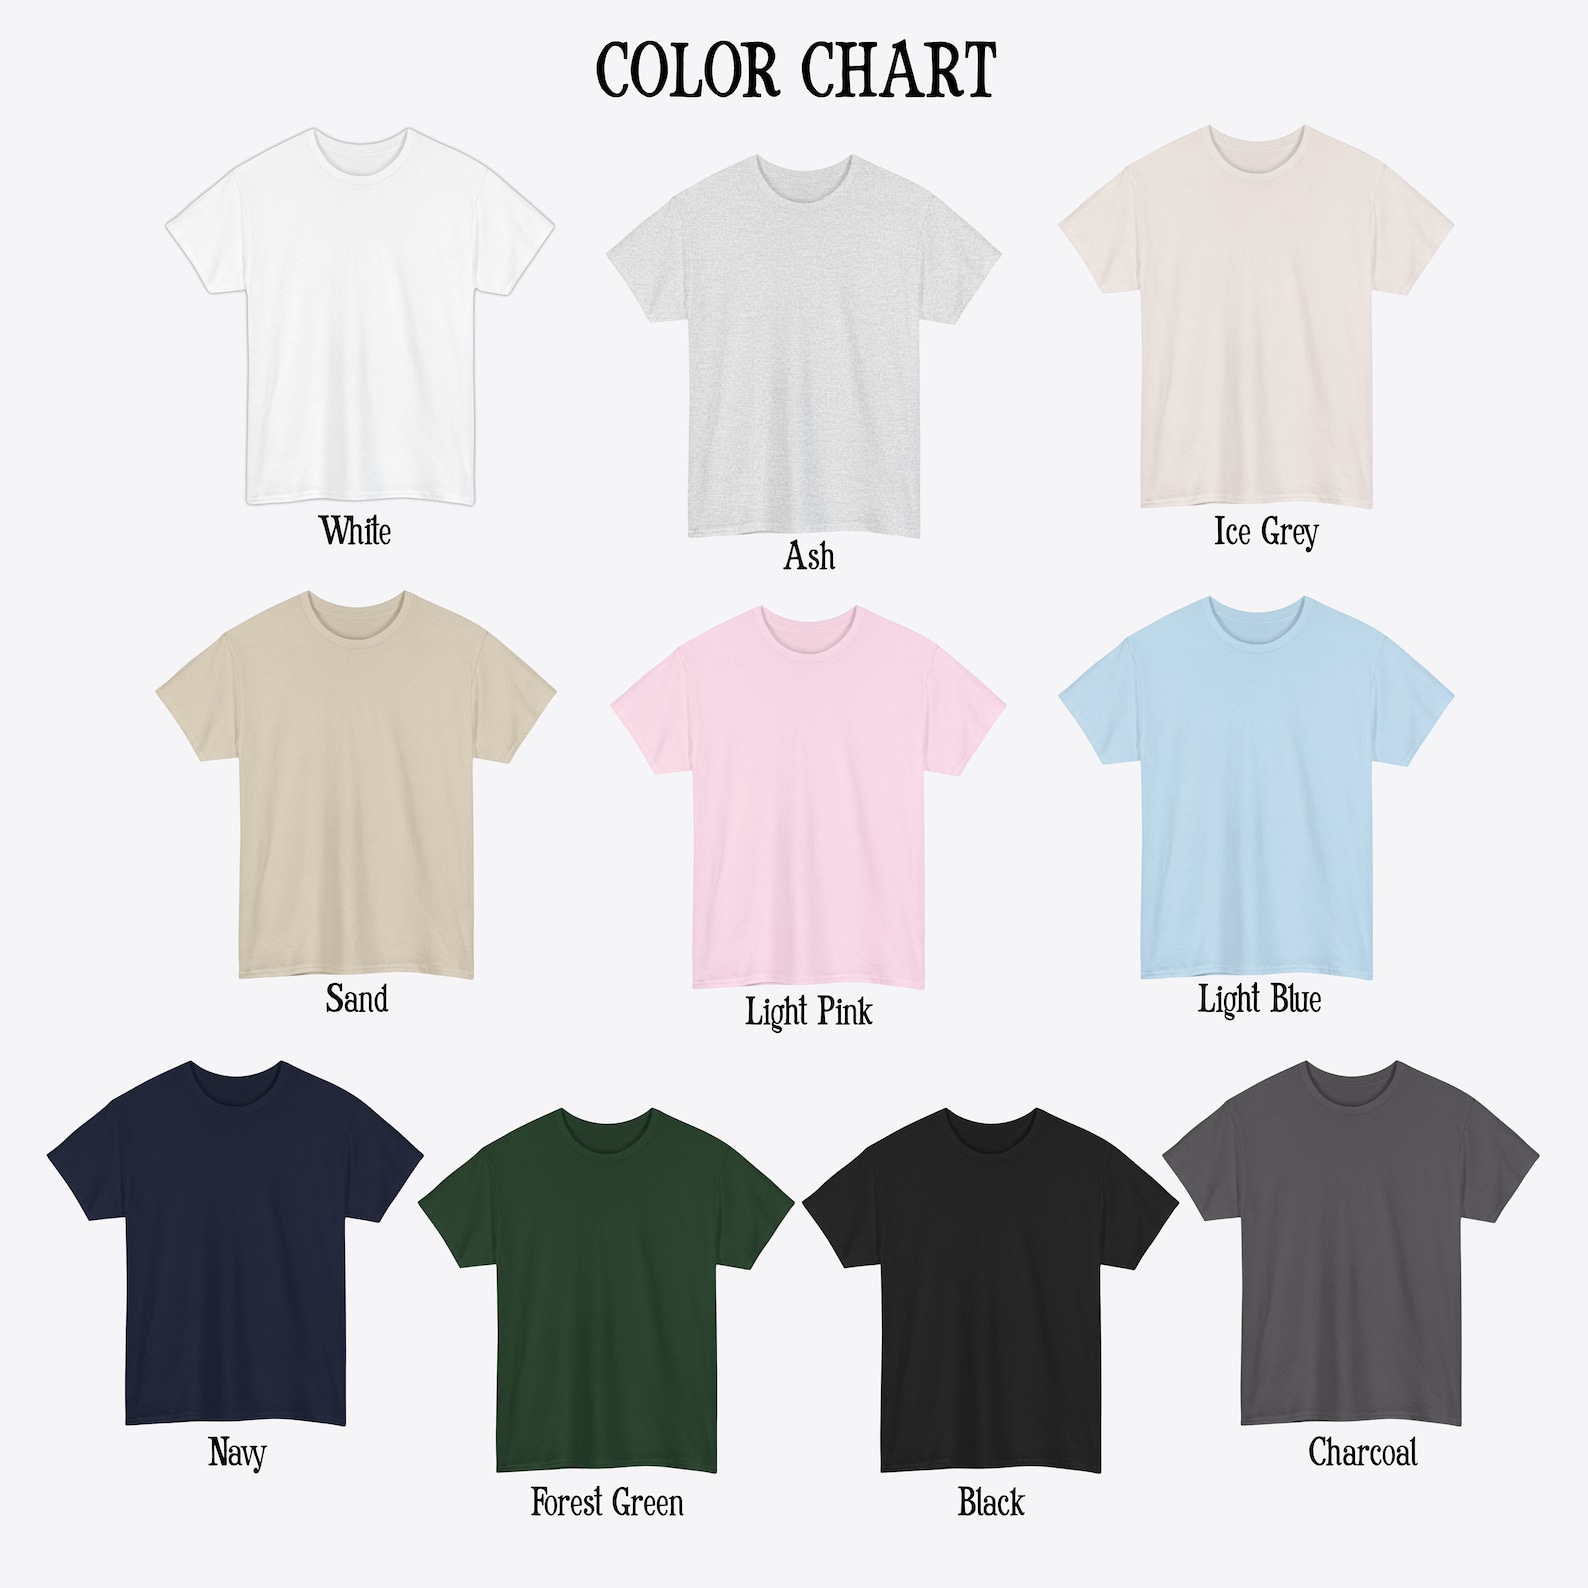 COLOR CHART
White
Ash
Ice Grey
Sand
Light Pink
Light Blue
Navy
Forest Green
Black
Charcoal